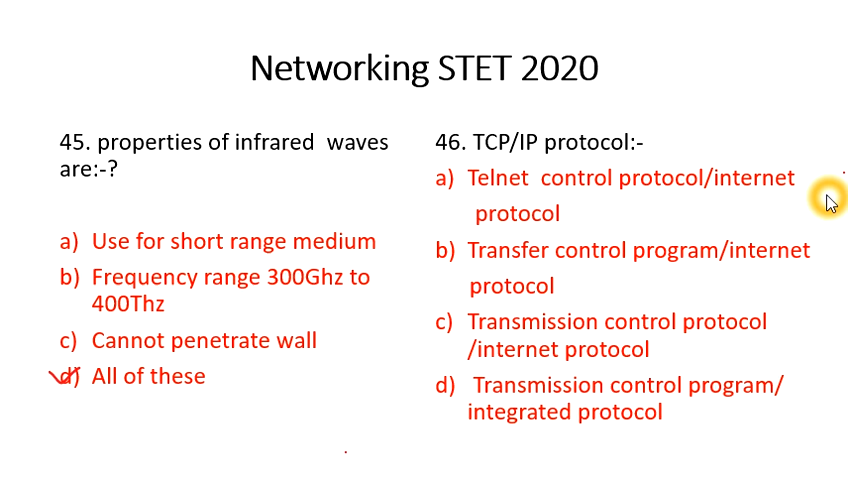 Networking STET 2020
45. properties of infrared waves
are:-?
a) Use for short range medium
b) Frequency range 300Ghz to
400Thz
c) Cannot penetrate wall
d) All of these
46. TCP/IP protocol:-
a) Telnet control protocol/internet
protocol
b) Transfer control program/internet
protocol
c) Transmission control protocol
/internet protocol
d) Transmission control program/
integrated protocol